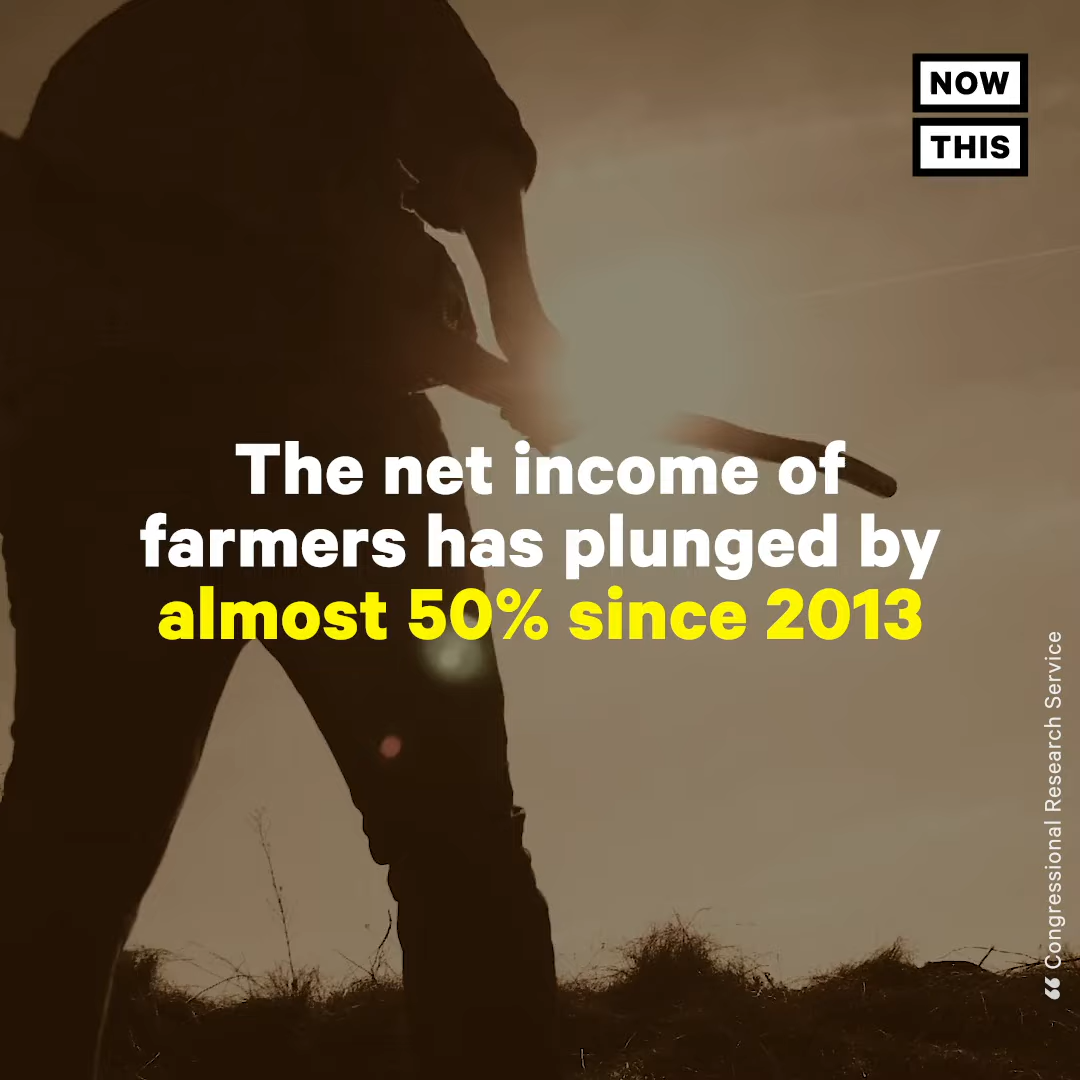 NOW
THIS
The net income of
farmers has plunged by
almost 50% since 2013
❝ Congressional Research Service